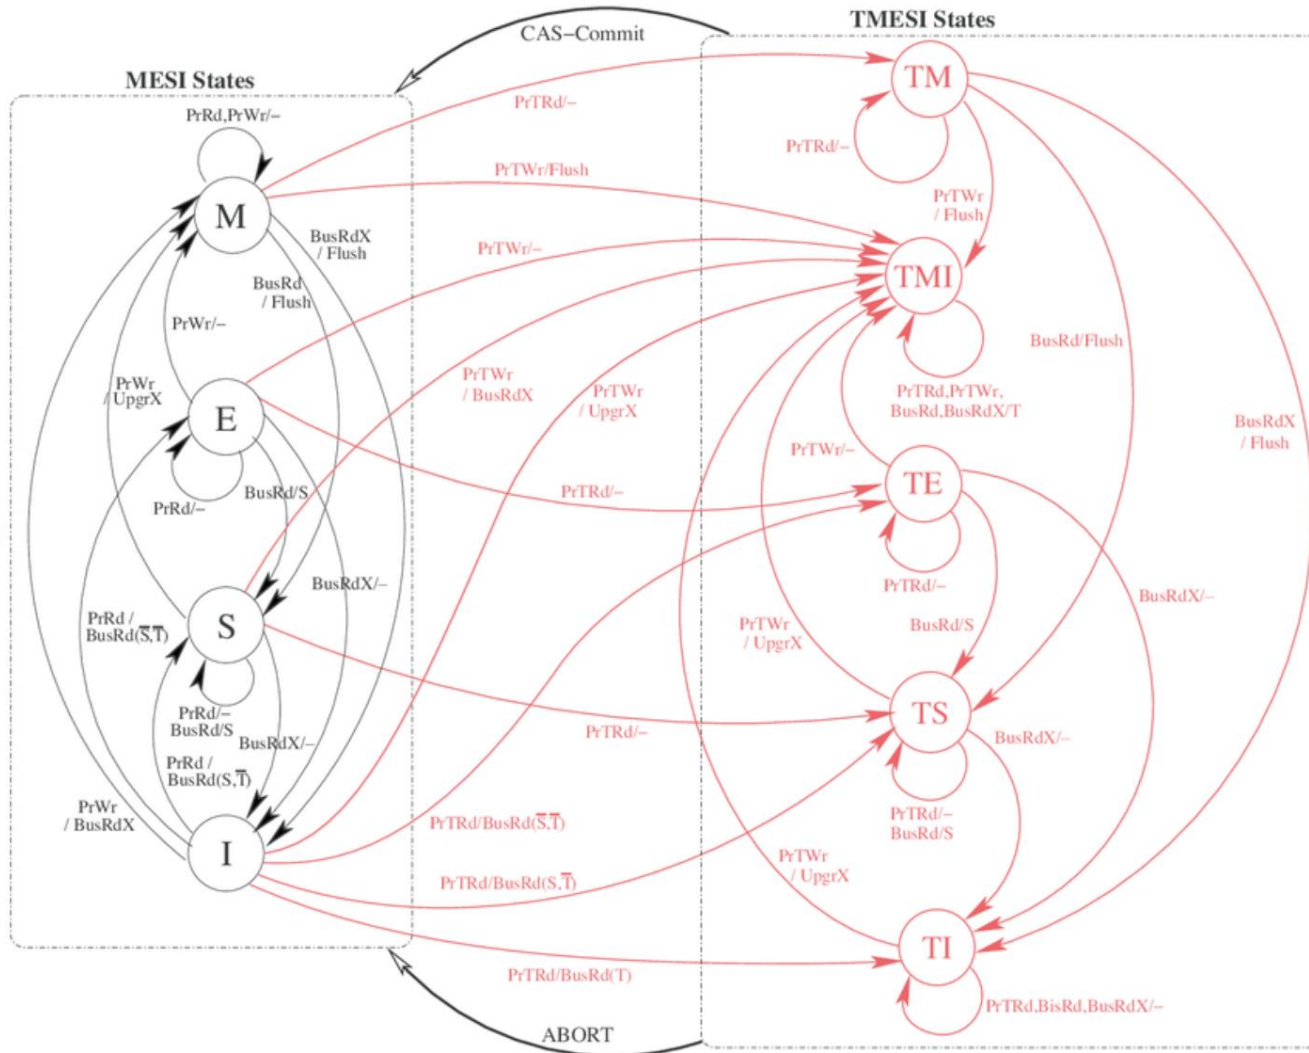 CAS–Commit
TMESI States
MESI States
PrRd,PrWr/–
M
PrTRd/–
TM
PrTRd/–
PrTWr/Flush
PrTWr
/ Flush
BusRdX
/ Flush
PrTWr/–
BusRd
/ Flush
TMI
PrWr/–
BusRd/Flush
PrWr
/ UpgrX
PrTWr
/ BusRdX
PrTWr
/ UpgrX
PrTRd,PrTWr,
BusRd,BusRdX/T
BusRdX
/ Flush
E
PrTWr/–
BusRd/S
PrRd/–
PrTRd/–
TE
PrTRd/–
BusRdX/–
BusRdX/–
PrRd /
BusRd(S̅,T̅)
S
BusRd/S
PrTWr
/ UpgrX
PrRd/–
BusRd/S
BusRdX/–
PrTRd/–
TS
BusRdX/–
PrRd /
BusRd(S,T̅)
PrWr
/ BusRdX
PrTRd/BusRd(S̅,T̅)
PrTRd/–
BusRd/S
I
PrTRd/BusRd(S,T̅)
PrTWr
/ UpgrX
TI
PrTRd/BusRd(T)
PrTRd,BisRd,BusRdX/–
ABORT